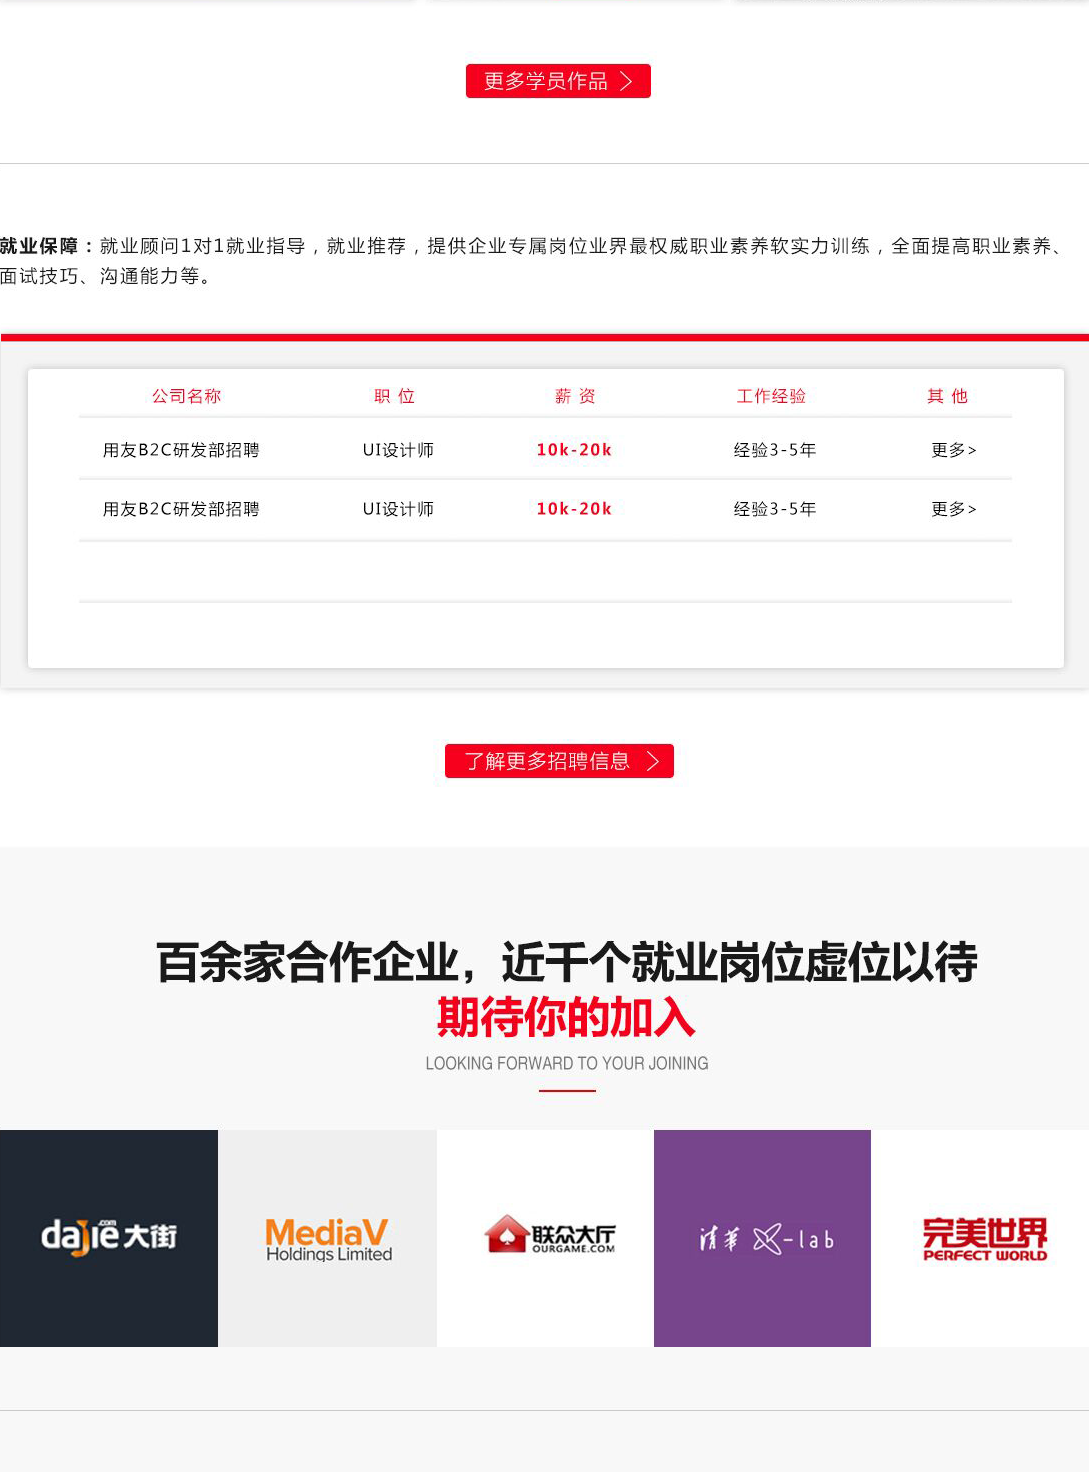 更多学员作品 >
就业保障：就业顾问1对1就业指导，就业推荐，提供企业专属岗位业界最权威职业素养软实力训练，全面提高职业素养、
面试技巧、沟通能力等。
公司名称 职 位 薪 资 工作经验 其 他
用友B2C研发部招聘 UI设计师 10k-20k 经验3-5年 更多>
用友B2C研发部招聘 UI设计师 10k-20k 经验3-5年 更多>
了解更多招聘信息 >
百余家合作企业，近千个就业岗位虚位以待
期待你的加入
LOOKING FORWARD TO YOUR JOINING
dajie.com 大街
MediaV
Holdings Limited
联众大厅
OURGAME.COM
清华 X-lab
完美世界
PERFECT WORLD